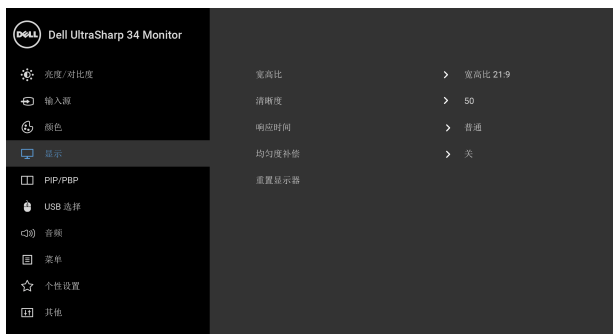 DELL Dell UltraSharp 34 Monitor
亮度/对比度
宽高比 宽高比 21:9
输入源
清晰度 50
颜色
响应时间 普通
显示
均匀度补偿 关
PIP/PBP
重置显示器
USB 选择
音频
菜单
个性设置
其他